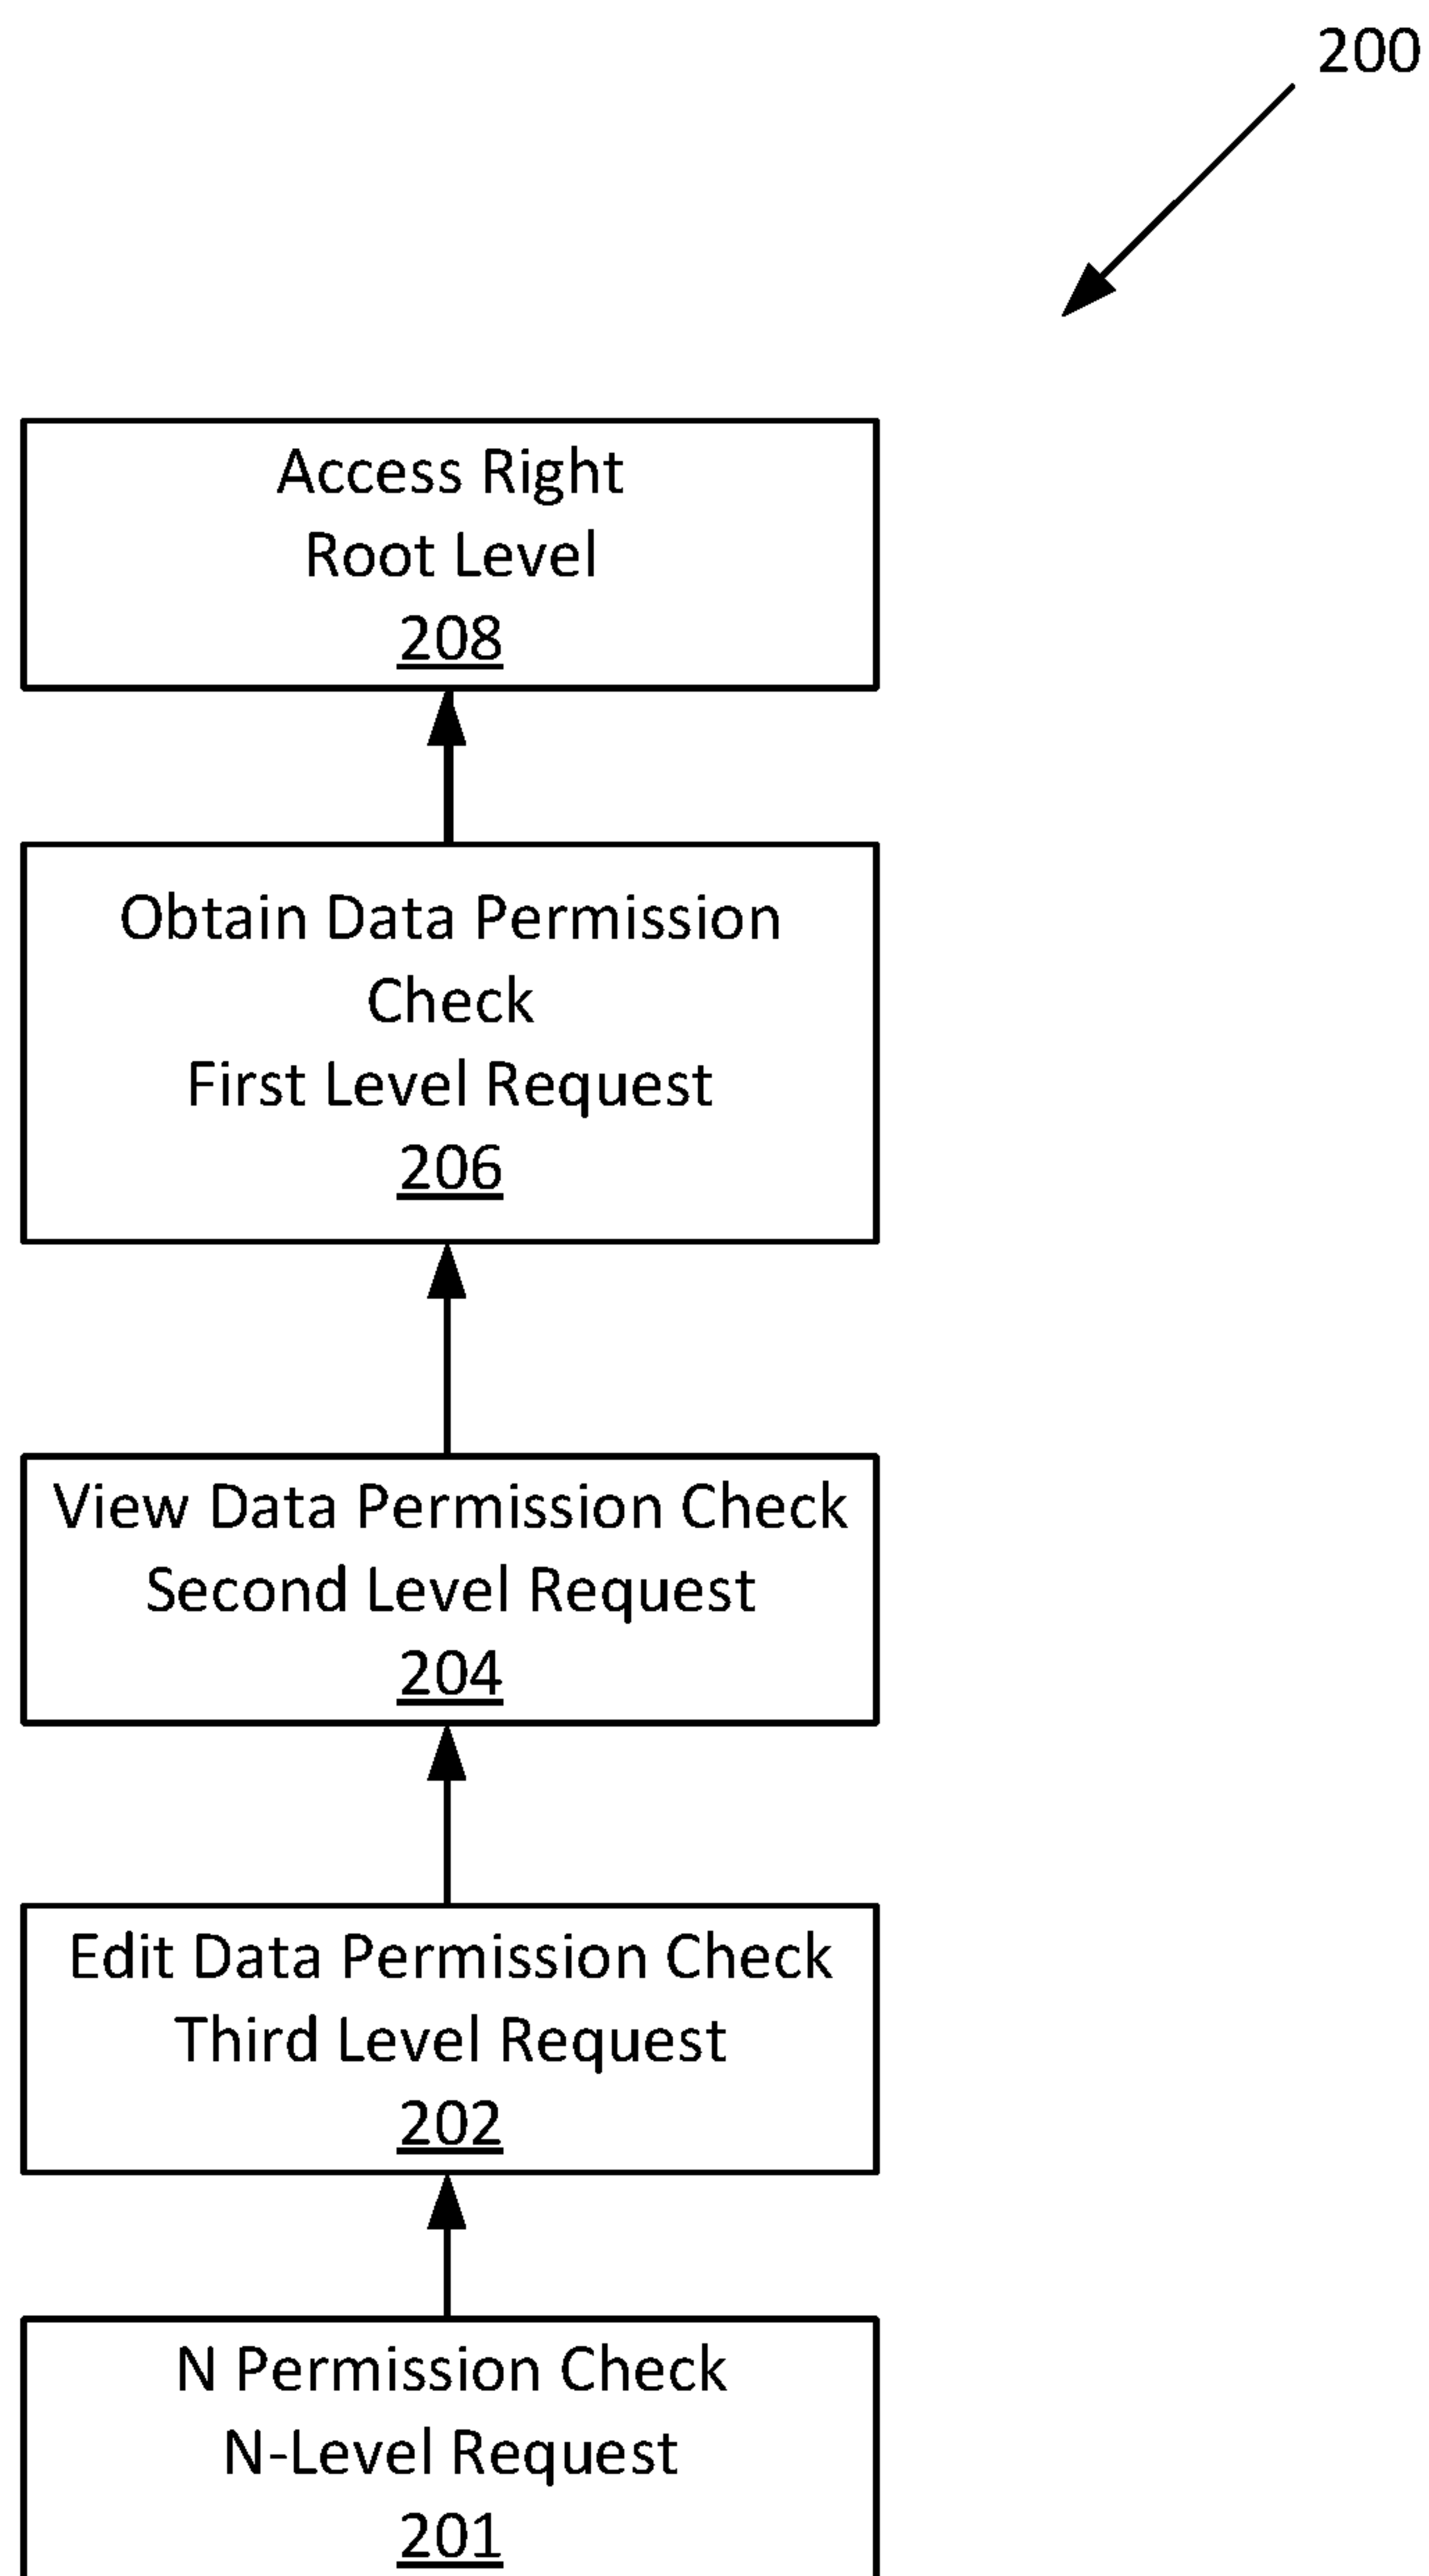 200
Access Right
Root Level
208
Obtain Data Permission
Check
First Level Request
206
View Data Permission Check
Second Level Request
204
Edit Data Permission Check
Third Level Request
202
N Permission Check
N-Level Request
201